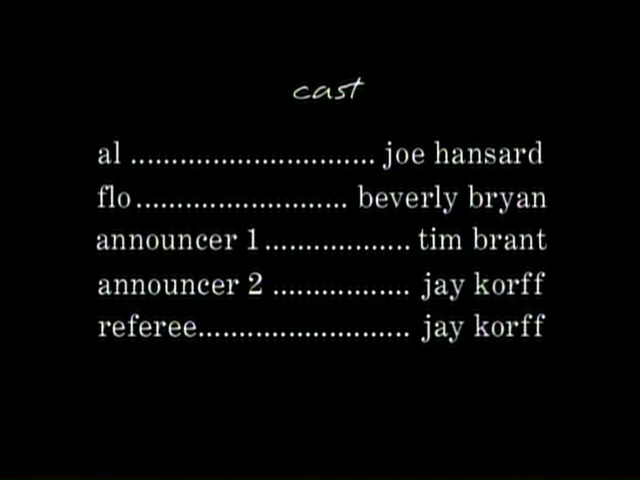 cast
al .............................. joe hansard
flo .......................... beverly bryan
announcer 1.................. tim brant
announcer 2 ................. jay korff
referee.......................... jay korff